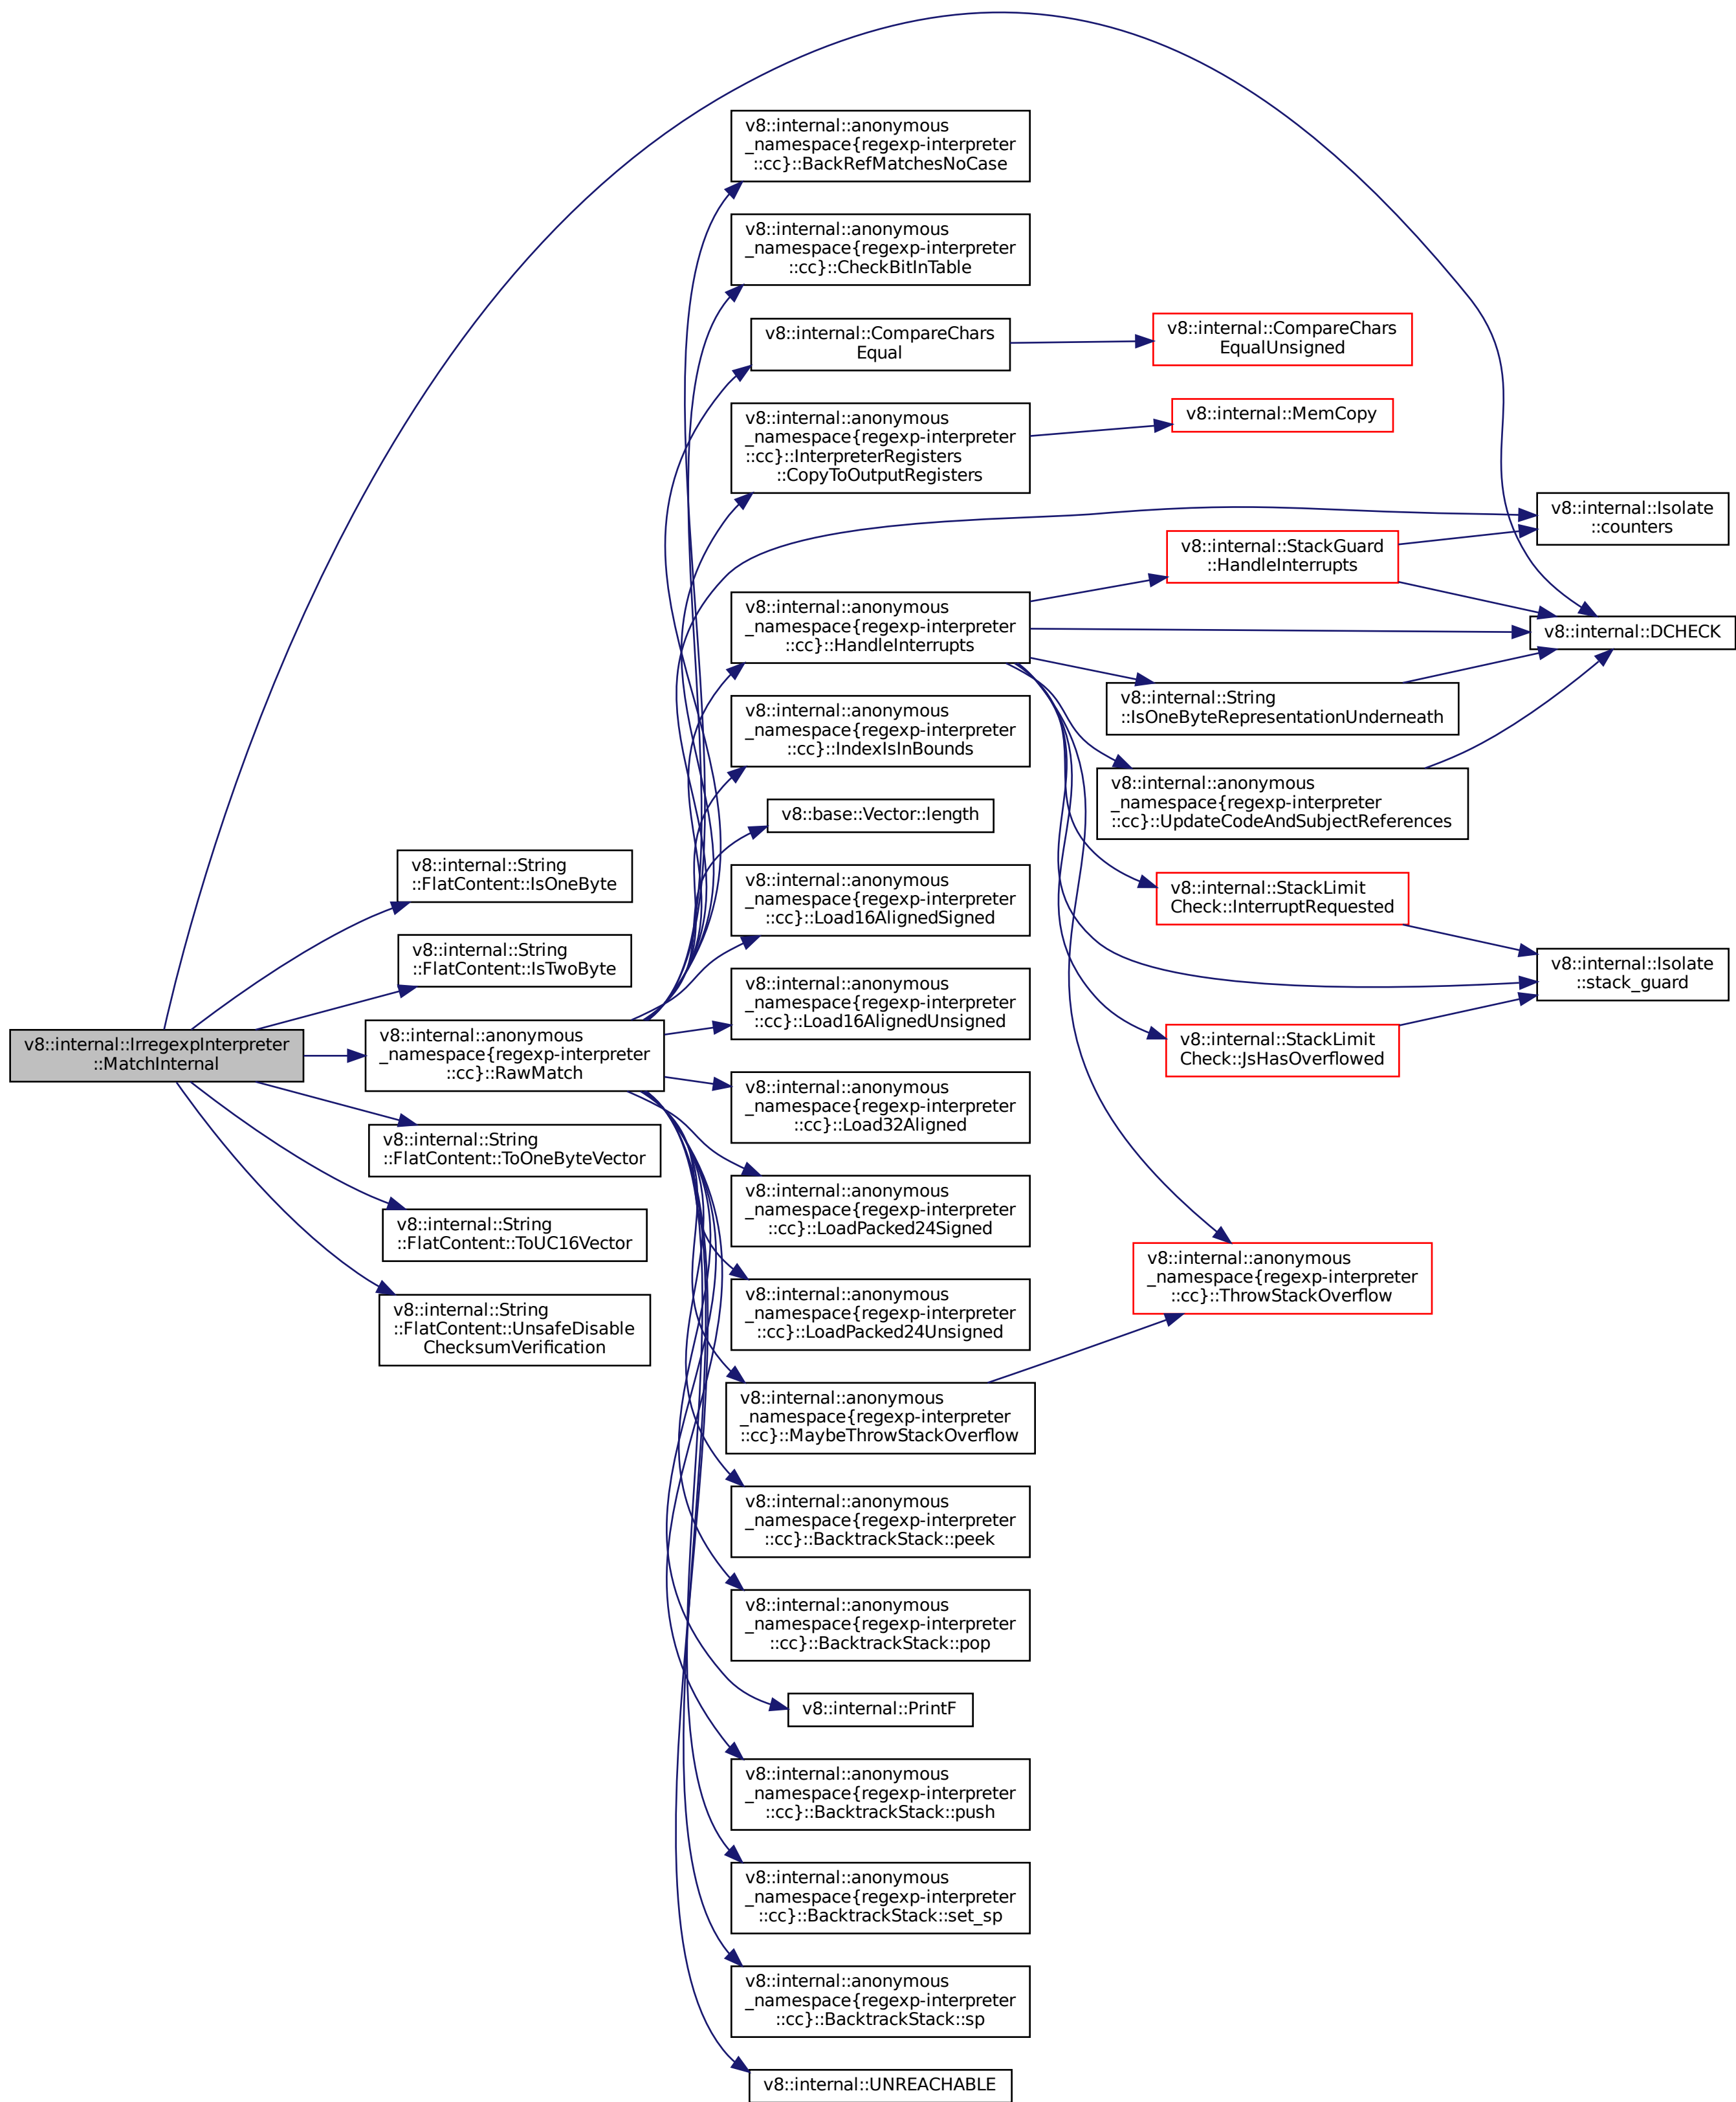 v8::internal::anonymous
_namespace{regexp-interpreter
::cc}::BackRefMatchesNoCase
v8::internal::anonymous
_namespace{regexp-interpreter
::cc}::CheckBitInTable
v8::internal::CompareChars
Equal
v8::internal::CompareChars
EqualUnsigned
v8::internal::anonymous
_namespace{regexp-interpreter
::cc}::InterpreterRegisters
::CopyToOutputRegisters
v8::internal::MemCopy
v8::internal::Isolate
::counters
v8::internal::StackGuard
::HandleInterrupts
v8::internal::anonymous
_namespace{regexp-interpreter
::cc}::HandleInterrupts
v8::internal::DCHECK
v8::internal::String
::IsOneByteRepresentationUnderneath
v8::internal::anonymous
_namespace{regexp-interpreter
::cc}::IndexIsInBounds
v8::internal::anonymous
_namespace{regexp-interpreter
::cc}::UpdateCodeAndSubjectReferences
v8::base::Vector::length
v8::internal::String
::FlatContent::IsOneByte
v8::internal::anonymous
_namespace{regexp-interpreter
::cc}::Load16AlignedSigned
v8::internal::StackLimit
Check::InterruptRequested
v8::internal::String
::FlatContent::IsTwoByte
v8::internal::Isolate
::stack_guard
v8::internal::anonymous
_namespace{regexp-interpreter
::cc}::Load16AlignedUnsigned
v8::internal::IrregexpInterpreter
::MatchInternal
v8::internal::anonymous
_namespace{regexp-interpreter
::cc}::RawMatch
v8::internal::StackLimit
Check::JsHasOverflowed
v8::internal::anonymous
_namespace{regexp-interpreter
::cc}::Load32Aligned
v8::internal::String
::FlatContent::ToOneByteVector
v8::internal::anonymous
_namespace{regexp-interpreter
::cc}::LoadPacked24Signed
v8::internal::String
::FlatContent::ToUC16Vector
v8::internal::anonymous
_namespace{regexp-interpreter
::cc}::ThrowStackOverflow
v8::internal::anonymous
_namespace{regexp-interpreter
::cc}::LoadPacked24Unsigned
v8::internal::String
::FlatContent::UnsafeDisable
ChecksumVerification
v8::internal::anonymous
_namespace{regexp-interpreter
::cc}::MaybeThrowStackOverflow
v8::internal::anonymous
_namespace{regexp-interpreter
::cc}::BacktrackStack::peek
v8::internal::anonymous
_namespace{regexp-interpreter
::cc}::BacktrackStack::pop
v8::internal::PrintF
v8::internal::anonymous
_namespace{regexp-interpreter
::cc}::BacktrackStack::push
v8::internal::anonymous
_namespace{regexp-interpreter
::cc}::BacktrackStack::set_sp
v8::internal::anonymous
_namespace{regexp-interpreter
::cc}::BacktrackStack::sp
v8::internal::UNREACHABLE